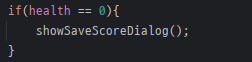 if(health == 0){
    showSaveScoreDialog();
}